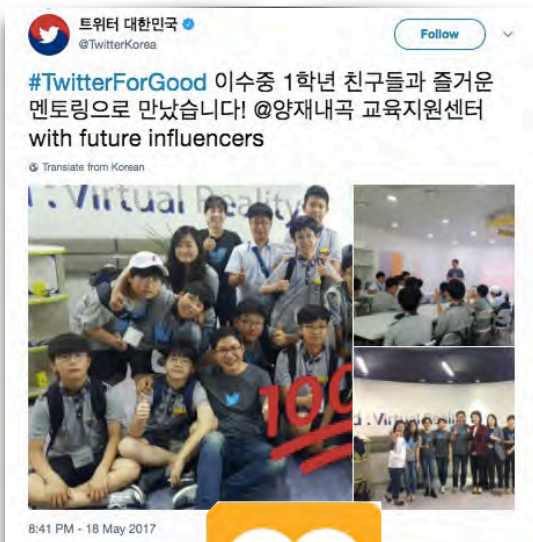 트위터 대한민국
@TwitterKorea
Follow
#TwitterForGood 이수중 1학년 친구들과 즐거운
멘토링으로 만났습니다! @양재내곡 교육지원센터
with future influencers
Translate from Korean
: Virtual Reality
100
d : Virtual Reali
8:41 PM - 18 May 2017